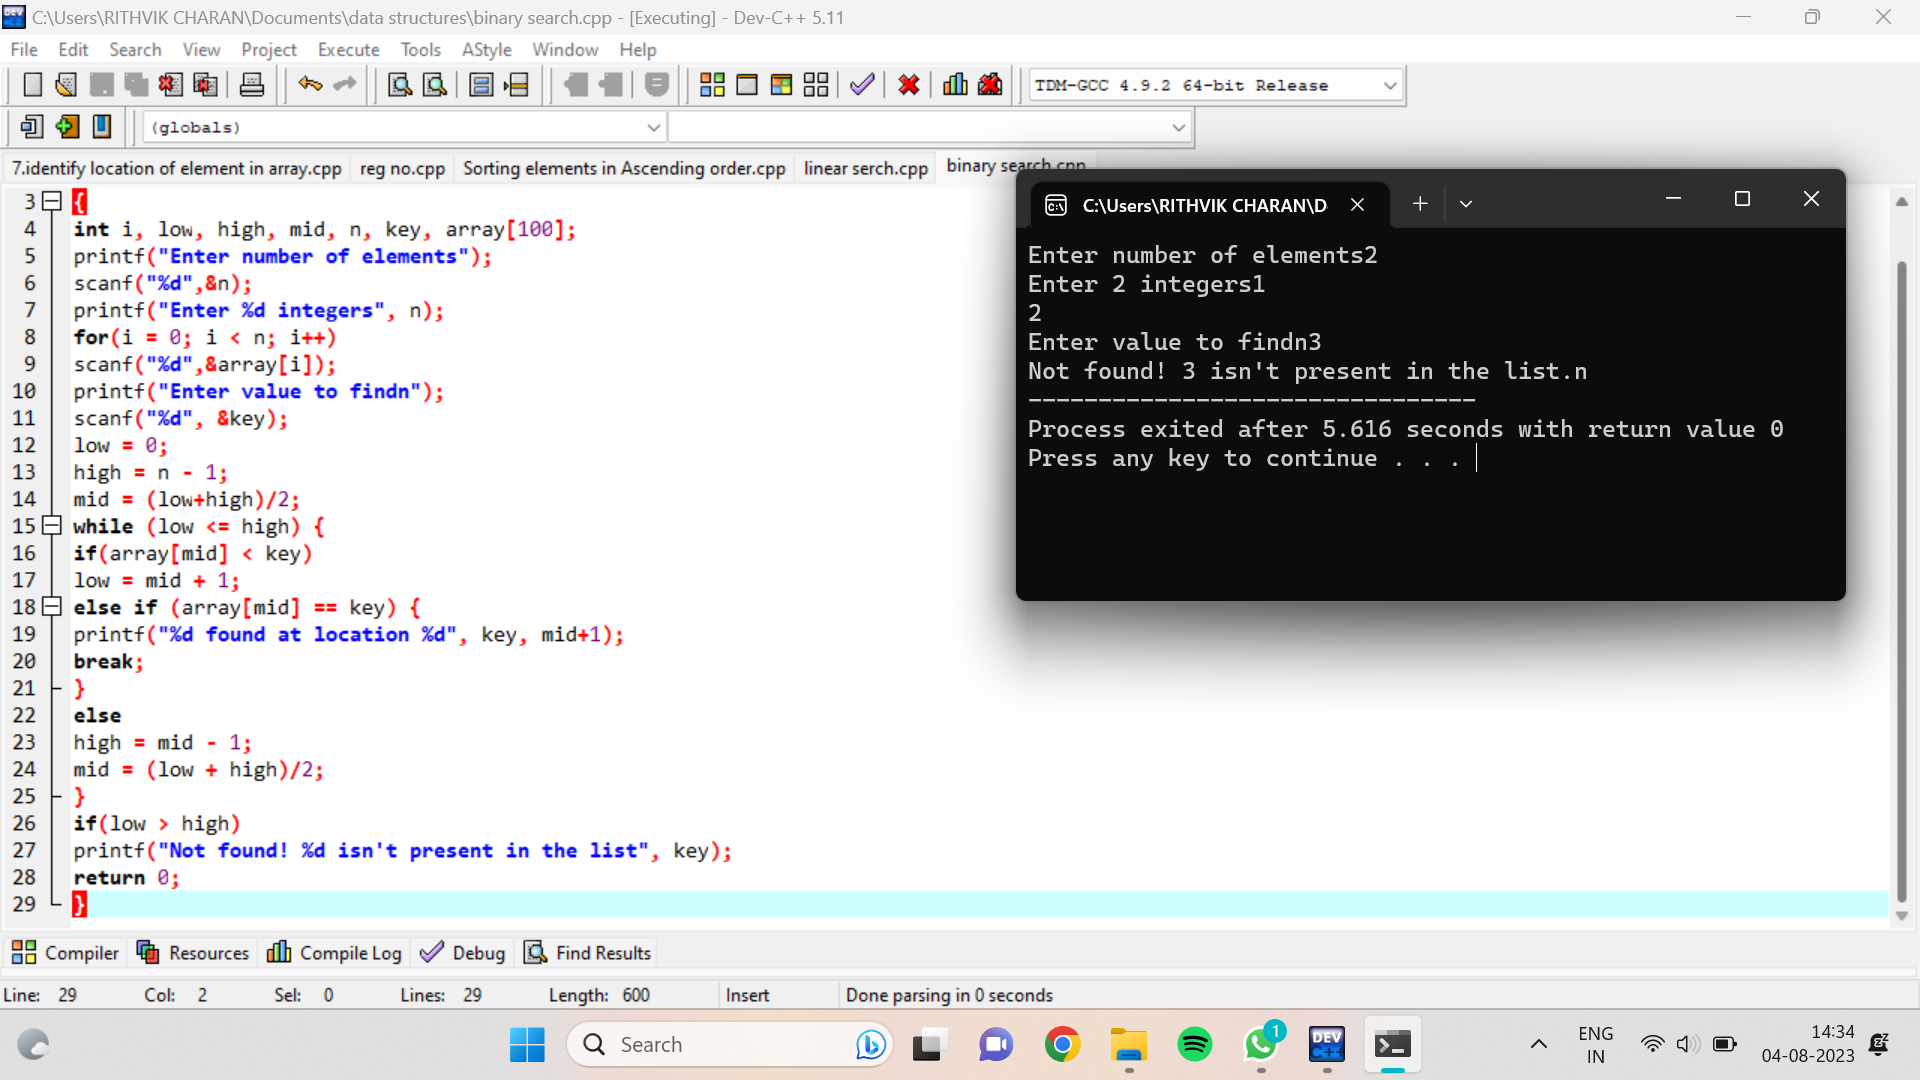 C:\Users\RITHVIK CHARAN\Documents\data structures\binary search.cpp - [Executing] - Dev-C++ 5.11
File Edit Search View Project Execute Tools AStyle Window Help
TDM-GCC 4.9.2 64-bit Release
(globals)
7.identify location of element in array.cpp reg no.cpp Sorting elements in Ascending order.cpp linear serch.cpp binary search.cpp
3 {
4 int i, low, high, mid, n, key, array[100];
5 printf("Enter number of elements");
6 scanf("%d",&n);
7 printf("Enter %d integers", n);
8 for(i = 0; i < n; i++)
9 scanf("%d",&array[i]);
10 printf("Enter value to findn");
11 scanf("%d", &key);
12 low = 0;
13 high = n - 1;
14 mid = (low+high)/2;
15 while (low <= high) {
16 if(array[mid] < key)
17 low = mid + 1;
18 else if (array[mid] == key) {
19 printf("%d found at location %d", key, mid+1);
20 break;
21 }
22 else
23 high = mid - 1;
24 mid = (low + high)/2;
25 }
26 if(low > high)
27 printf("Not found! %d isn't present in the list", key);
28 return 0;
29 }
C:\Users\RITHVIK CHARAN\D
Enter number of elements2
Enter 2 integers1
2
Enter value to findn3
Not found! 3 isn't present in the list.n
--------------------------------
Process exited after 5.616 seconds with return value 0
Press any key to continue . . .
Compiler Resources Compile Log Debug Find Results
Line: 29 Col: 2 Sel: 0 Lines: 29 Length: 600 Insert Done parsing in 0 seconds
Search
1
DEV
C++
ENG
IN
14:34
04-08-2023